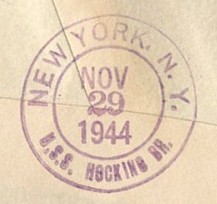 NEW YORK, N.Y.
NOV
29
1944
U.S.S. HOCKING BR.